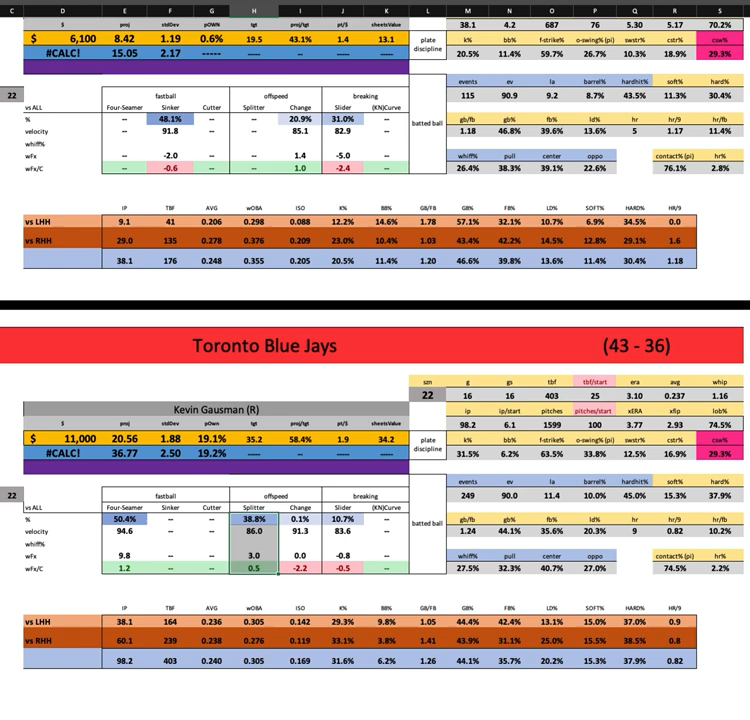 C D E F G H I J K L M N O P Q R S
$ proj stdDev pOWN tgt proj/tgt pt/$ sheetsValue 38.1 4.2 687 76 5.30 5.17 70.2%
$ 6,100 8.42 1.19 0.6% 19.5 43.1% 1.4 13.1 plate discipline k% bb% f-strike% o-swing% (pi) swstr% cstr% csw%
#CALC! 15.05 2.17 ----- ---- -- ---- ---- 20.5% 11.4% 59.7% 26.7% 10.3% 18.9% 29.3%
events ev la barrel% hardhit% soft% hard%
22 fastball offspeed breaking 115 90.9 9.2 8.7% 43.5% 11.3% 30.4%
vs ALL Four-Seamer Sinker Cutter Splitter Change Slider (KN)Curve
% -- 48.1% -- -- 20.9% 31.0% -- batted ball gb/fb gb% fb% ld% hr hr/9 hr/fb
velocity -- 91.8 -- -- 85.1 82.9 -- 1.18 46.8% 39.6% 13.6% 5 1.17 11.4%
whiff%
wFx -- -2.0 -- -- 1.4 -5.0 -- whiff% pull center oppo contact% (pi) hr%
wFx/C -- -0.6 -- -- 1.0 -2.4 -- 26.4% 38.3% 39.1% 22.6% 76.1% 2.8%
IP TBF AVG wOBA ISO K% BB% GB/FB GB% FB% LD% SOFT% HARD% HR/9
vs LHH 9.1 41 0.206 0.298 0.088 12.2% 14.6% 1.78 57.1% 32.1% 10.7% 6.9% 34.5% 0.0
vs RHH 29.0 135 0.278 0.376 0.209 23.0% 10.4% 1.03 43.4% 42.2% 14.5% 12.8% 29.1% 1.6
38.1 176 0.248 0.355 0.205 20.5% 11.4% 1.20 46.6% 39.8% 13.6% 11.4% 30.4% 1.18
Toronto Blue Jays (43 - 36)
szn g gs tbf tbf/start era avg whip
22 16 16 403 25 3.10 0.237 1.16
Kevin Gausman (R) ip ip/start pitches pitches/start xERA xfip lob%
$ proj stdDev pOWN tgt proj/tgt pt/$ sheetsValue 98.2 6.1 1599 100 3.77 2.93 74.5%
$ 11,000 20.56 1.88 19.1% 35.2 58.4% 1.9 34.2 plate discipline k% bb% f-strike% o-swing% (pi) swstr% cstr% csw%
#CALC! 36.77 2.50 19.2% ---- -- ---- ---- 31.5% 6.2% 63.5% 33.8% 12.5% 16.9% 29.3%
events ev la barrel% hardhit% soft% hard%
22 fastball offspeed breaking 249 90.0 11.4 10.0% 45.0% 15.3% 37.9%
vs ALL Four-Seamer Sinker Cutter Splitter Change Slider (KN)Curve
% 50.4% -- -- 38.8% 0.1% 10.7% -- batted ball gb/fb gb% fb% ld% hr hr/9 hr/fb
velocity 94.6 -- -- 86.0 91.3 83.6 -- 1.24 44.1% 35.6% 20.3% 9 0.82 10.2%
whiff%
wFx 9.8 -- -- 3.0 0.0 -0.8 -- whiff% pull center oppo contact% (pi) hr%
wFx/C 1.2 -- -- 0.5 -2.2 -0.5 -- 27.5% 32.3% 40.7% 27.0% 74.5% 2.2%
IP TBF AVG wOBA ISO K% BB% GB/FB GB% FB% LD% SOFT% HARD% HR/9
vs LHH 38.1 164 0.236 0.305 0.142 29.3% 9.8% 1.05 44.4% 42.4% 13.1% 15.0% 37.0% 0.9
vs RHH 60.1 239 0.238 0.276 0.119 33.1% 3.8% 1.41 43.9% 31.1% 25.0% 15.5% 38.5% 0.8
98.2 403 0.240 0.305 0.169 31.6% 6.2% 1.26 44.1% 35.7% 20.2% 15.3% 37.9% 0.82